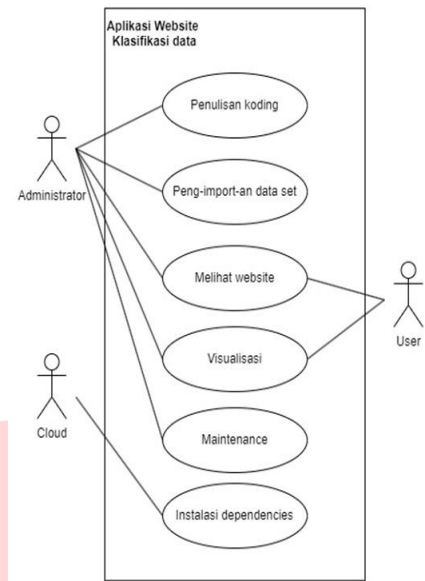 Aplikasi Website
Klasifikasi data
Penulisan koding
Administrator
Peng-import-an data set
Melihat website
User
Visualisasi
Cloud
Maintenance
Instalasi dependencies